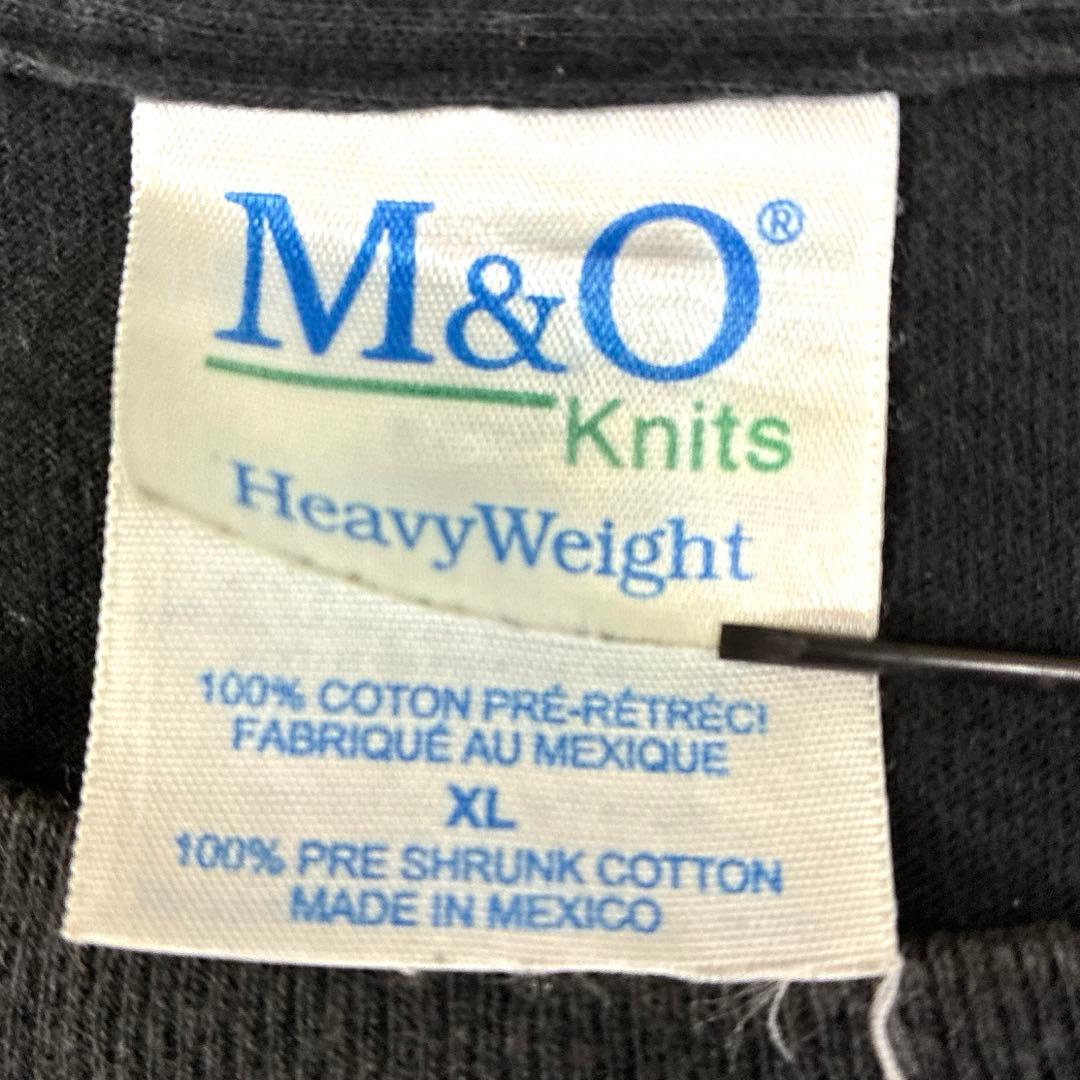 M&O®
Knits
HeavyWeight
100% COTON PRÉ-RÉTRÉCI
FABRIQUÉ AU MEXIQUE
XL
100% PRE SHRUNK COTTON
MADE IN MEXICO